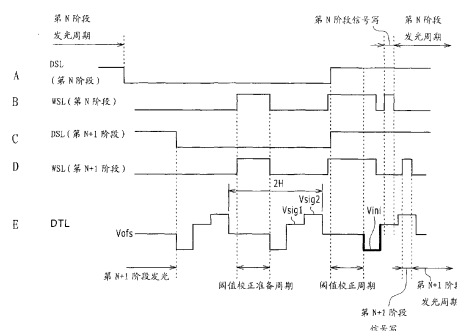 第N阶段
发光周期
第N阶段信号写
第N阶段
发光周期
A
DSL
(第N阶段)
B
WSL(第N阶段)
C
DSL(第N+1阶段)
D
WSL(第N+1阶段)
2H
E
DTL
Vofs
Vsig1
Vsig2
Vini
第N+1阶段发光
阈值校正准备周期
阈值校正周期
第N+1阶段
发光周期
第N+1阶段
信号写